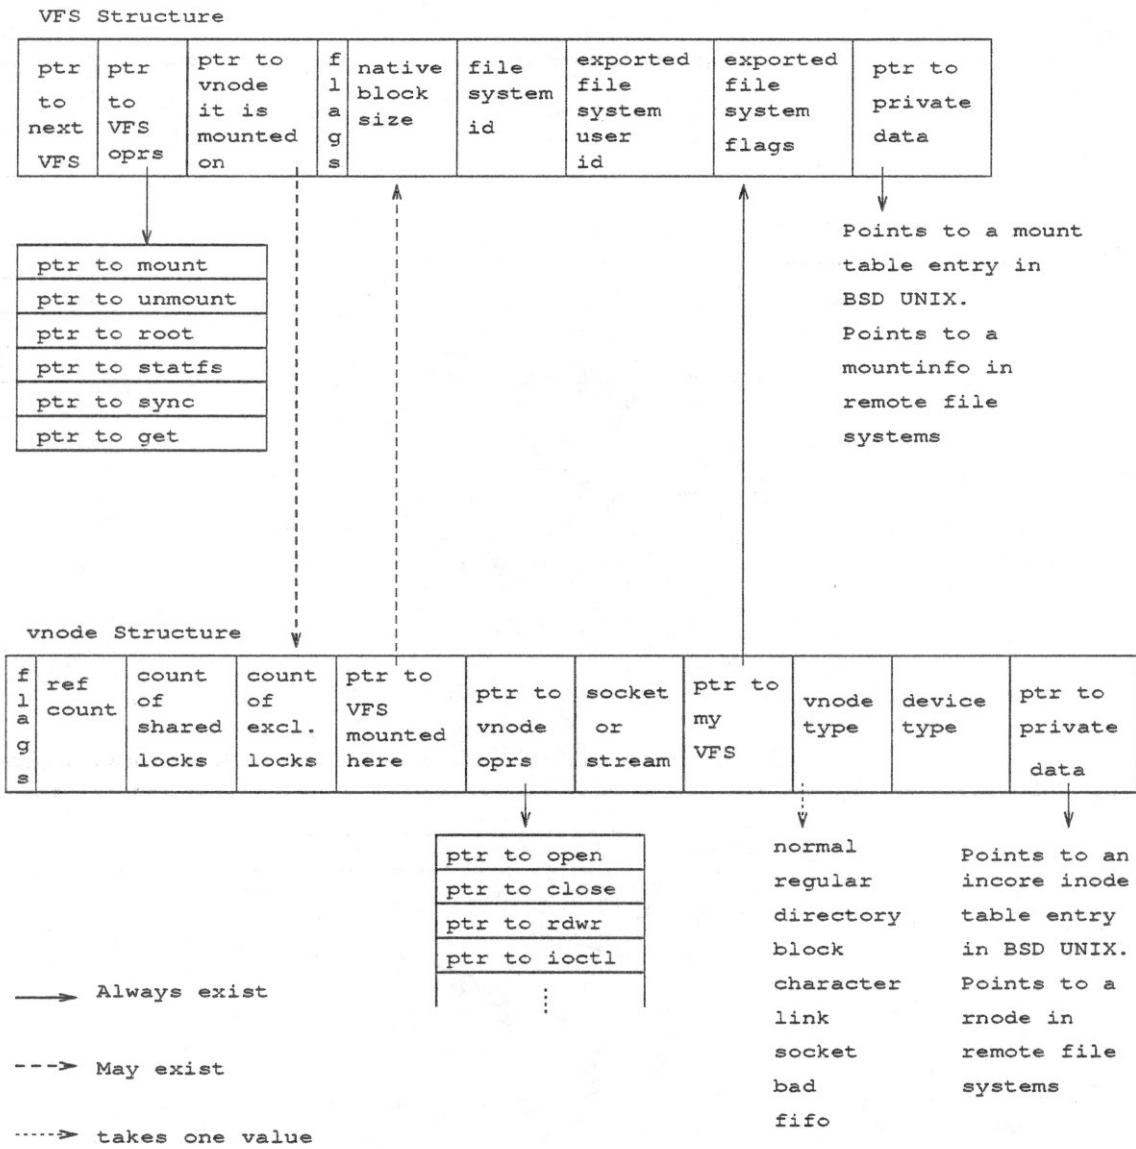 VFS Structure
ptr
to
next
VFS
ptr
to
VFS
oprs
ptr to
vnode
it is
mounted
on
f
l
a
g
s
native
block
size
file
system
id
exported
file
system
user
id
exported
file
system
flags
ptr to
private
data
ptr to mount
ptr to unmount
ptr to root
ptr to statfs
ptr to sync
ptr to get
Points to a mount
table entry in
BSD UNIX.
Points to a
mountinfo in
remote file
systems
vnode Structure
f
l
a
g
s
ref
count
count
of
shared
locks
count
of
excl.
locks
ptr to
VFS
mounted
here
ptr to
vnode
oprs
socket
or
stream
ptr to
my
VFS
vnode
type
device
type
ptr to
private
data
ptr to open
ptr to close
ptr to rdwr
ptr to ioctl
normal
regular
directory
block
character
link
socket
bad
fifo
Points to an
incore inode
table entry
in BSD UNIX.
Points to a
rnode in
remote file
systems
Always exist
May exist
takes one value